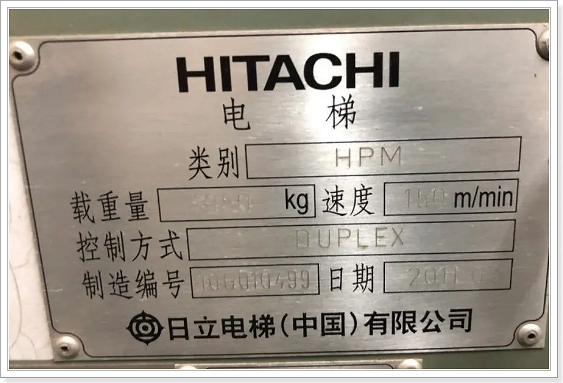 HITACHI
电 梯
类别 HPM
载重量 kg 速度 m/min
控制方式 DUPLEX
制造编号 日期
日立电梯(中国)有限公司